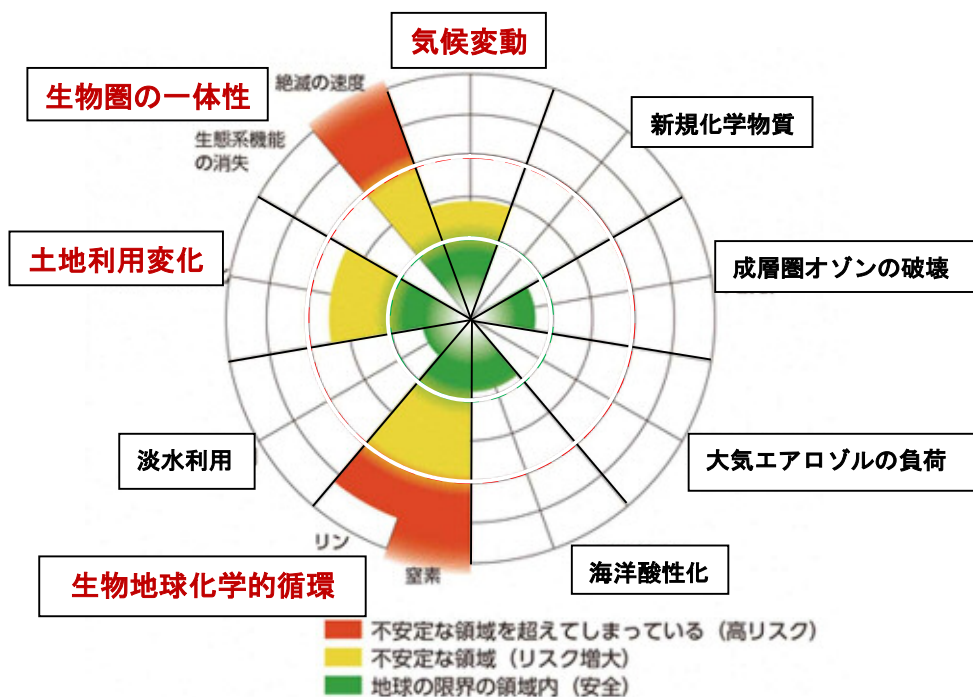 気候変動
絶滅の速度
生物圏の一体性
新規化学物質
生態系機能
の消失
土地利用変化
成層圏オゾンの破壊
淡水利用
大気エアロゾルの負荷
リン
海洋酸性化
生物地球化学的循環
窒素
不安定な領域を超えてしまっている（高リスク）
不安定な領域（リスク増大）
地球の限界の領域内（安全）